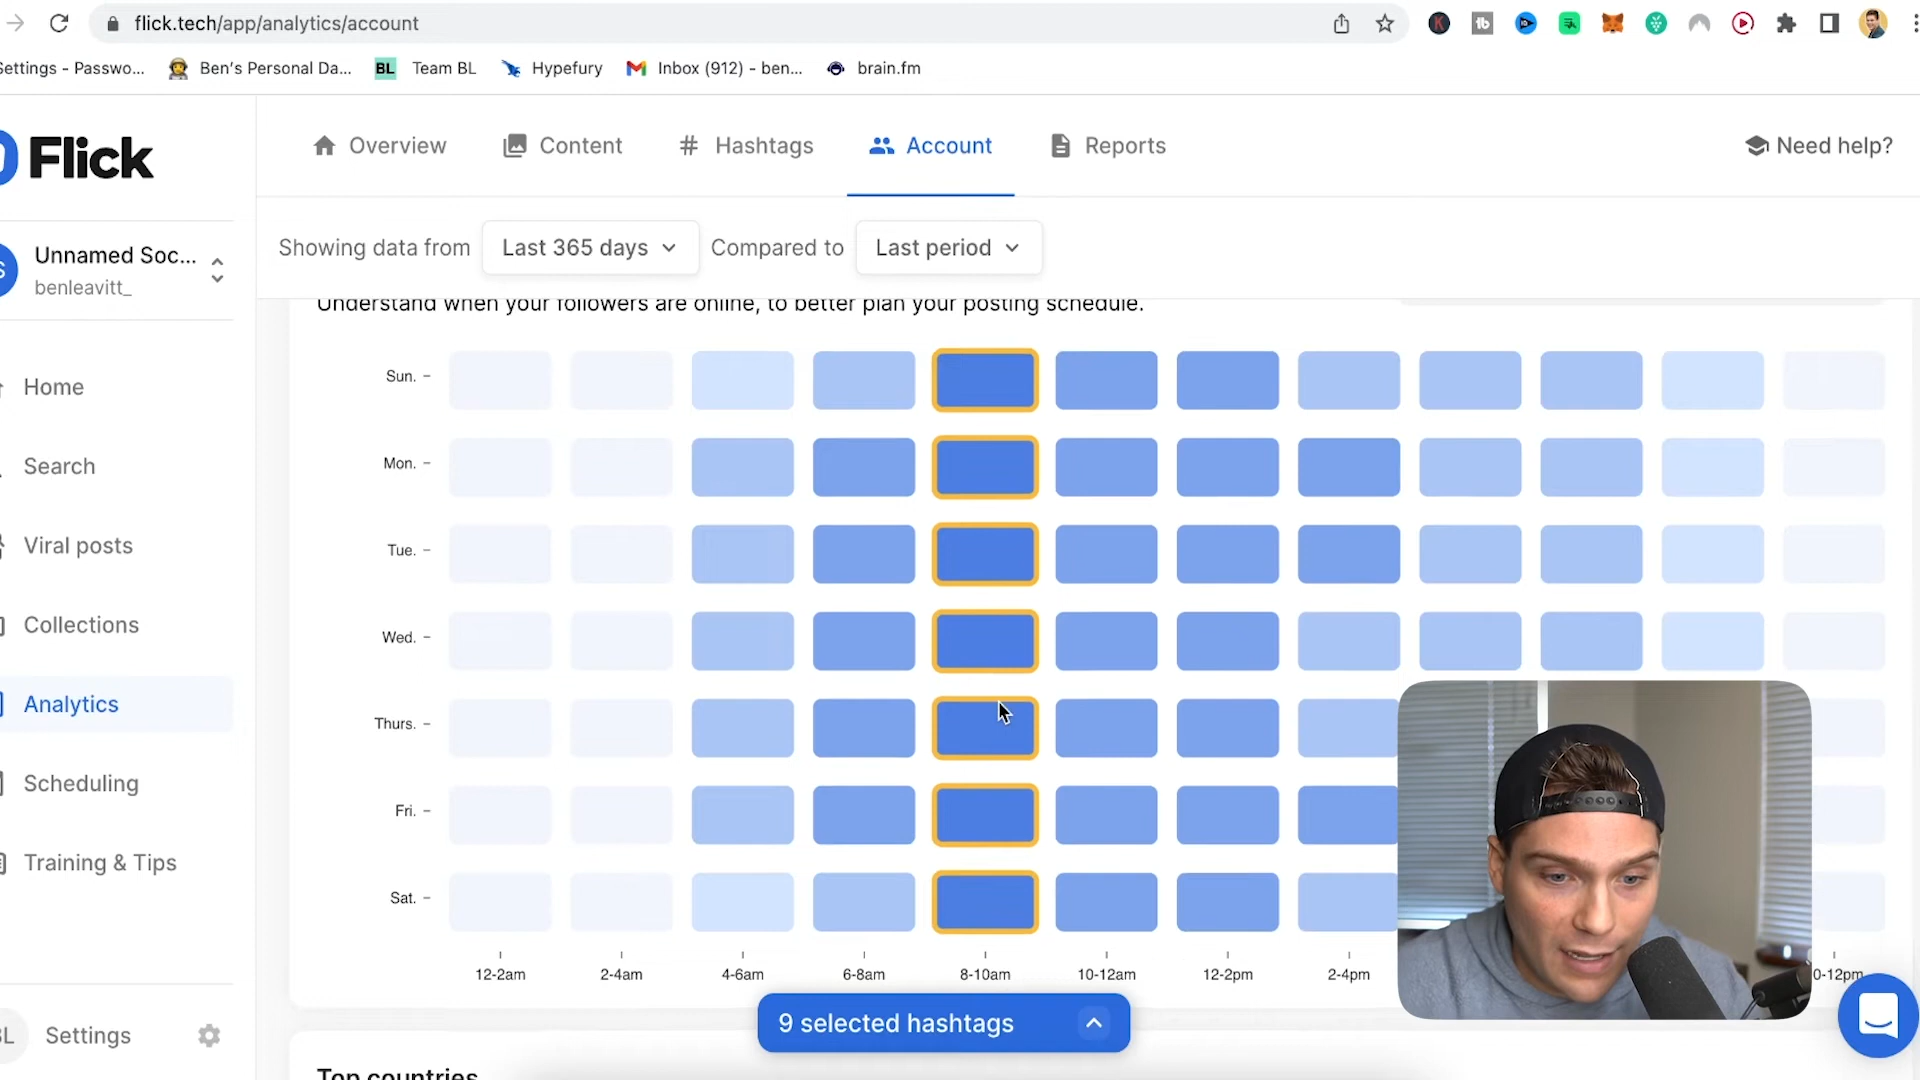 flick.tech/app/analytics/account
Settings - Passwo...
Ben's Personal Da...
BL
Team BL
Hypefury
Inbox (912) - ben...
brain.fm
Flick
Overview
Content
# Hashtags
Account
Reports
Need help?
Unnamed Soc...
benleavitt_
Showing data from
Last 365 days
Compared to
Last period
Understand when your followers are online, to better plan your posting schedule.
Home
Search
Viral posts
Collections
Analytics
Scheduling
Training & Tips
Settings
Sun.
Mon.
Tue.
Wed.
Thurs.
Fri.
Sat.
12-2am
2-4am
4-6am
6-8am
8-10am
10-12am
12-2pm
2-4pm
0-12pm
9 selected hashtags
Top countries